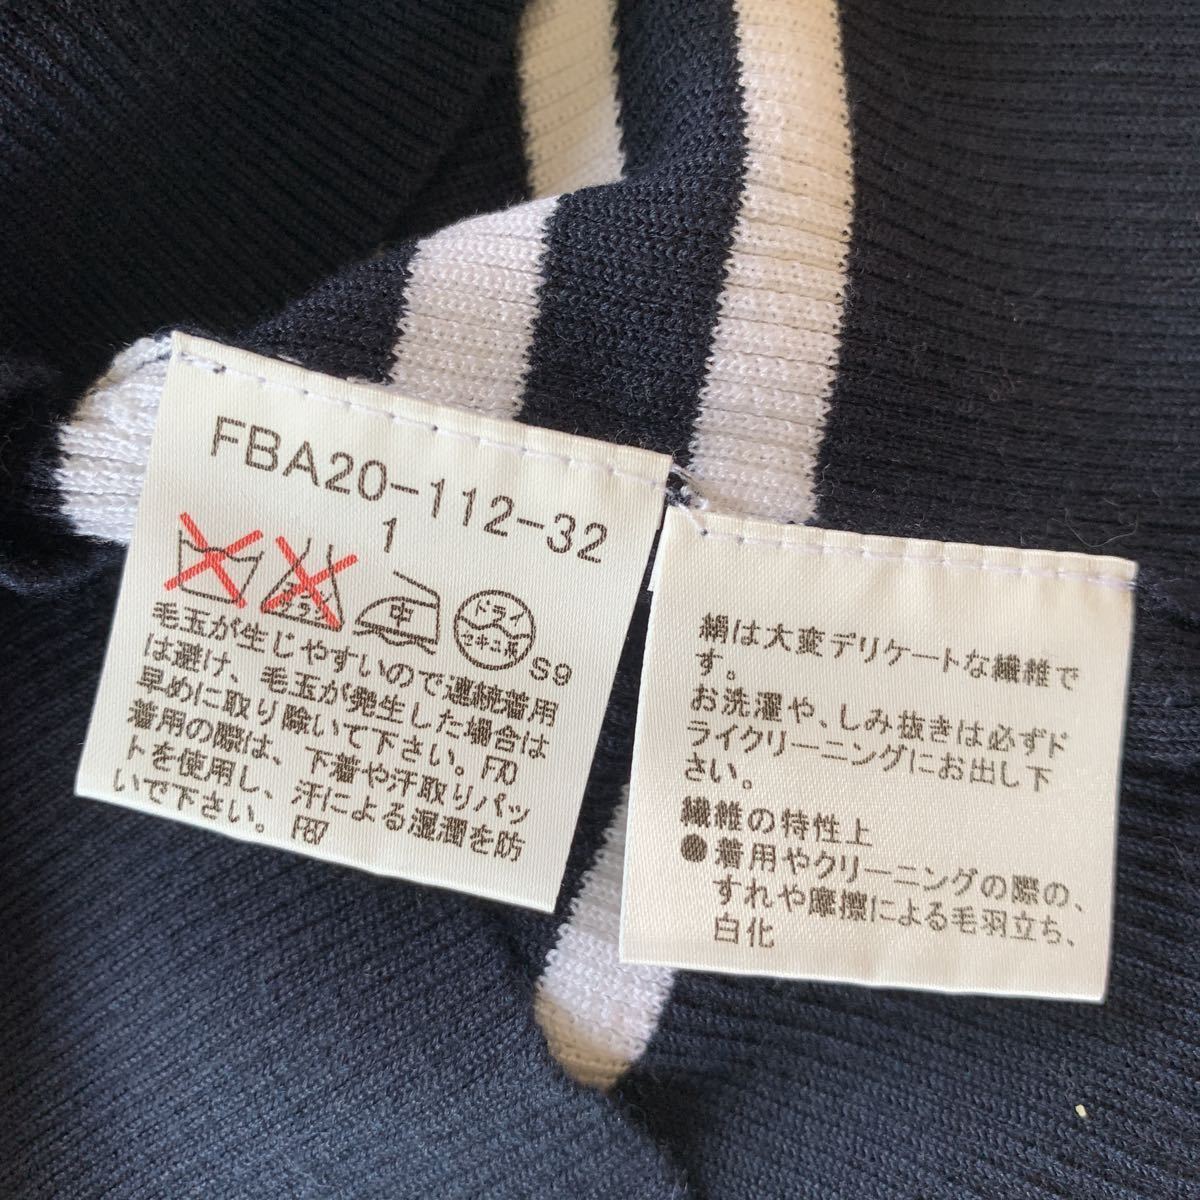 FBA20-112-32
1
エンソ
サラシ
中
ドライ
セキユ系
S9
毛玉が生じやすいので連続着用
は避け、毛玉が発生した場合は
早めに取り除いて下さい。F70
着用の際は、下着や汗取りパッ
トを使用し、汗による湿潤を防
いで下さい。F87
絹は大変デリケートな繊維で
す。
お洗濯や、しみ抜きは必ずド
ライクリーニングにお出し下
さい。
繊維の特性上
●着用やクリーニングの際の、
すれや摩擦による毛羽立ち、
白化